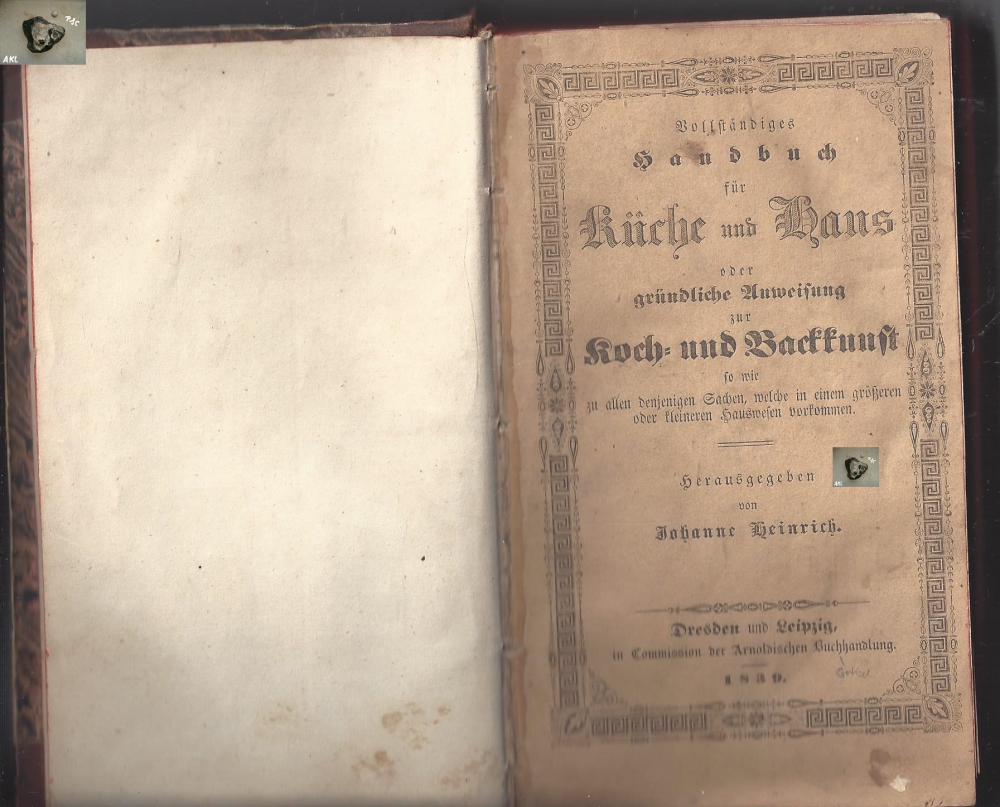 AKL
Vollständiges
Handbuch
für
Küche und Haus
oder
gründliche Anweisung
zur
Koch- und Backkunst
so wie
zu allen denjenigen Sachen, welche in einem größeren
oder kleineren Hauswesen vorkommen.
Herausgegeben
von
Johanne Heinrich.
Dresden und Leipzig,
in Commission der Arnoldischen Buchhandlung.
1839.